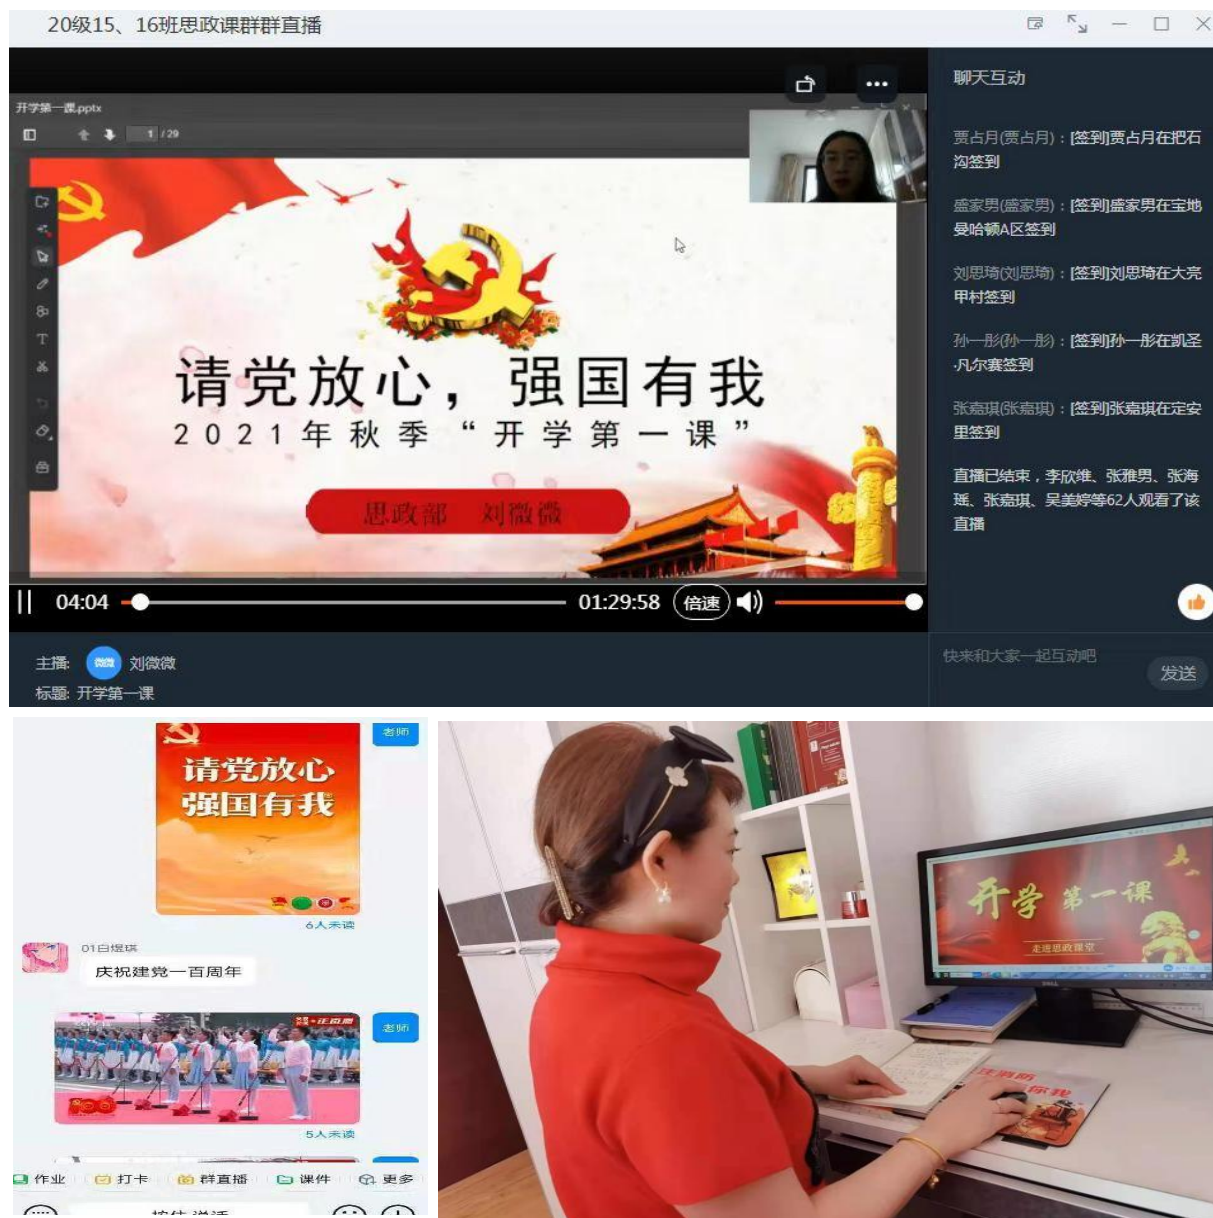 20级15、16班思政课群群直播
开学第一课.pptx
1 / 29
请党放心，强国有我
2021年秋季“开学第一课”
思政部 刘微微
04:04
01:29:58
倍速
主播:
微微
刘微微
标题: 开学第一课
聊天互动
贾占月(贾占月)：[签到]贾占月在把石
沟签到
盛家男(盛家男)：[签到]盛家男在宝地
曼哈顿A区签到
刘思琦(刘思琦)：[签到]刘思琦在大亮
甲村签到
孙一彤(孙一彤)：[签到]孙一彤在凯圣
·凡尔赛签到
张嘉琪(张嘉琪)：[签到]张嘉琪在定安
里签到
直播已结束，李欣维、张雅男、张海
瑶、张嘉琪、吴美婷等62人观看了该
直播
快来和大家一起互动吧
发送
老师
请党放心
强国有我
6人未读
01白煜琪
庆祝建党一百周年
老师
5人未读
作业
打卡
群直播
课件
更多
按住 说话
开学第一课
走进思政课堂
DELL